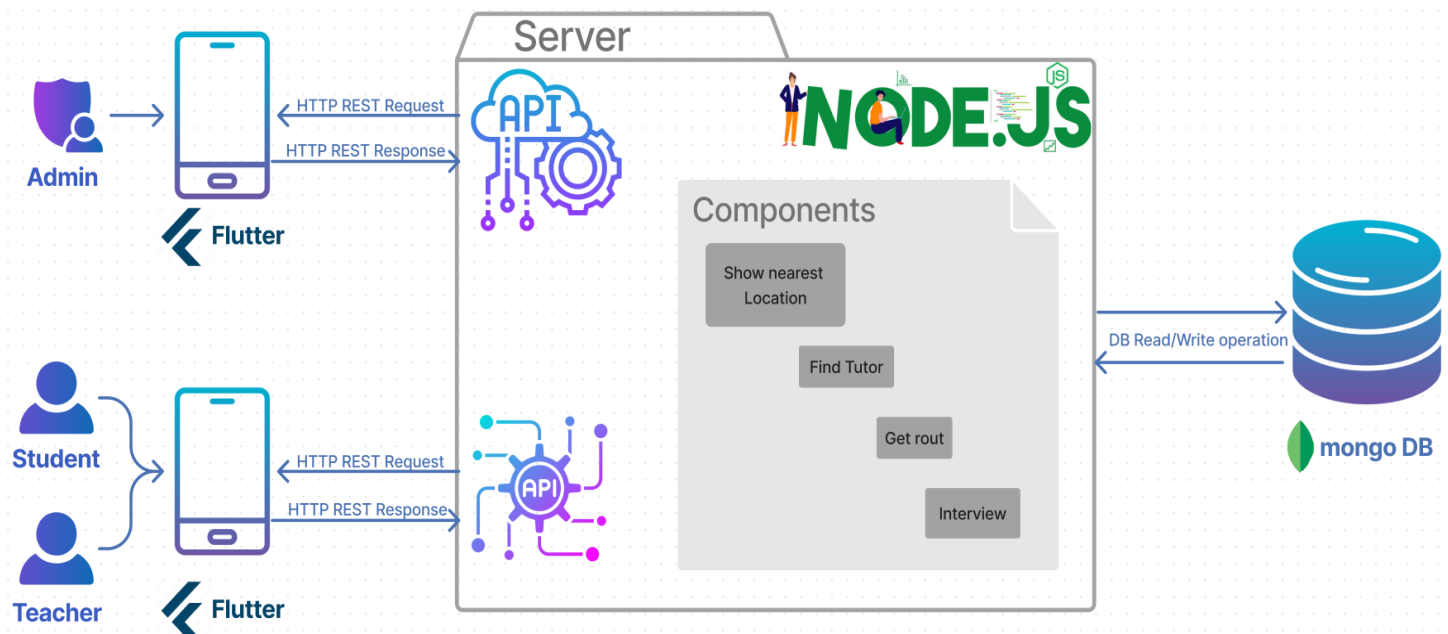 Server
API
HTTP REST Request
HTTP REST Response
Admin
Flutter
NODE.JS
JS
Components
Show nearest
Location
Find Tutor
Get rout
Interview
DB Read/Write operation
mongo DB
Student
Teacher
HTTP REST Request
HTTP REST Response
API
Flutter